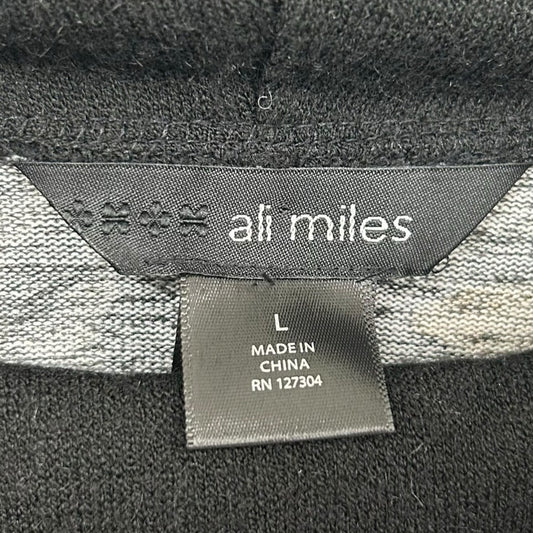 ali miles
L
MADE IN
CHINA
RN 127304